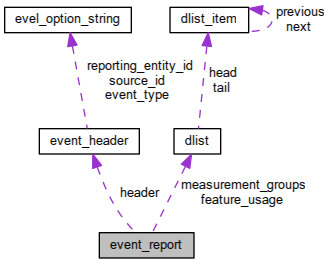 evel_option_string
dlist_item
previous
next
reporting_entity_id
source_id
event_type
head
tail
event_header
dlist
header
measurement_groups
feature_usage
event_report